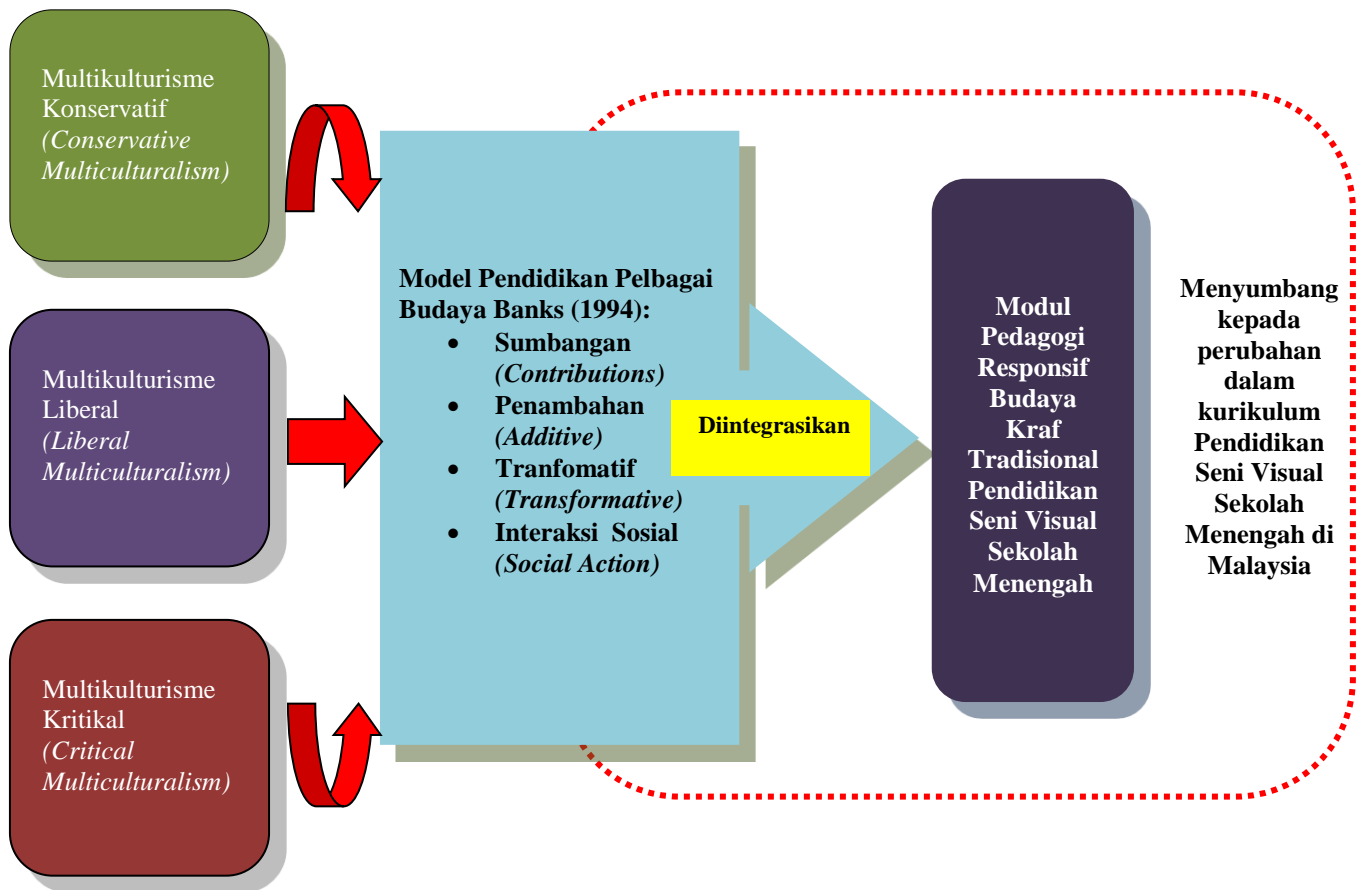 Multikulturisme
Konservatif
(Conservative
Multiculturalism)
Multikulturisme
Liberal
(Liberal
Multiculturalism)
Multikulturisme
Kritikal
(Critical
Multiculturalism)
Model Pendidikan Pelbagai
Budaya Banks (1994):
• Sumbangan
(Contributions)
• Penambahan
(Additive)
• Tranfomatif
(Transformative)
• Interaksi Sosial
(Social Action)
Diintegrasikan
Modul
Pedagogi
Responsif
Budaya
Kraf
Tradisional
Pendidikan
Seni Visual
Sekolah
Menengah
Menyumbang
kepada
perubahan
dalam
kurikulum
Pendidikan
Seni Visual
Sekolah
Menengah di
Malaysia